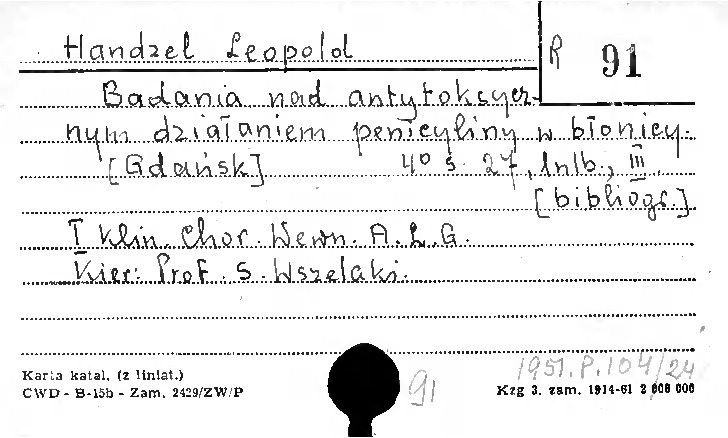 Handzel Leopold
R 91
Badania nad antytoksycz-
nym działaniem penicyliny w błonicy.
[Gdańsk] 4° s. 27, lnlb., III
[bibliogr.]
I Klin. Chor. Wewn. A.L.G.
Kier: Prof. S. Wszelaki.
1951.P.104/24
91
Karta katal. (z liniat.)
CWD - B-15b - Zam. 2429/ZW/P
Kzg 3. zam. 1914-61 2 000 000